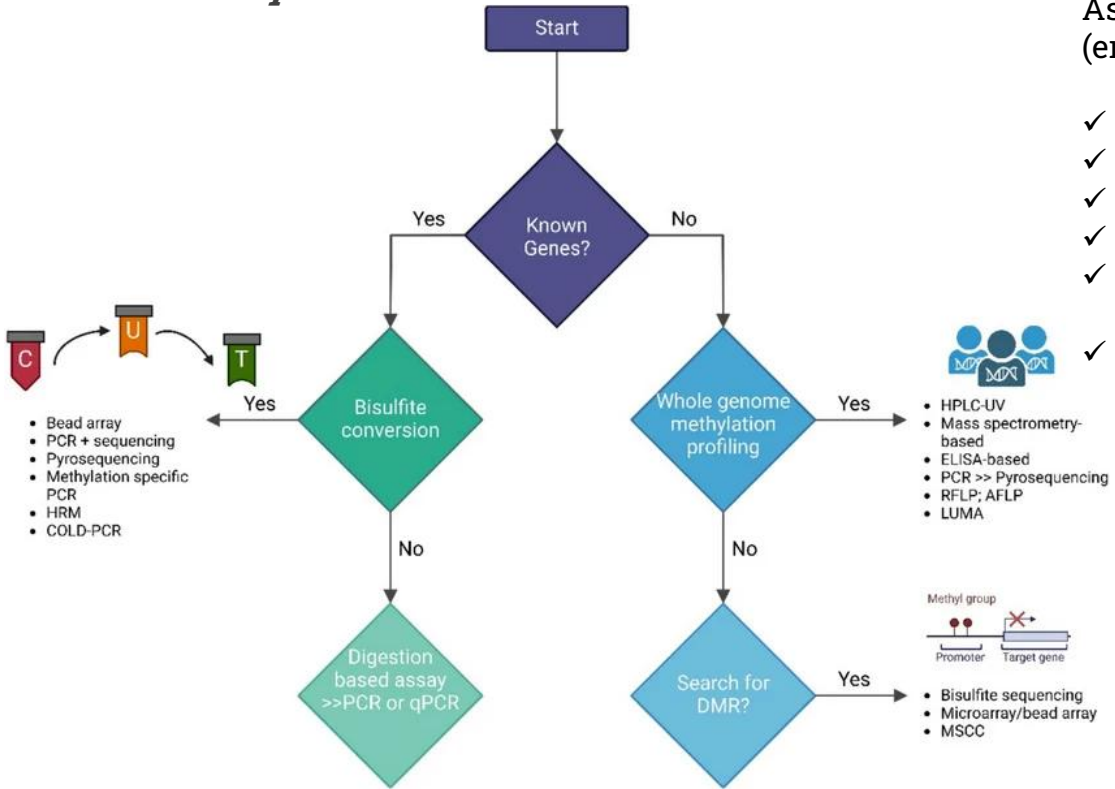 Start
As
(er
✓
✓
✓
✓
✓
✓
Known
Genes?
Yes
No
C
U
T
Bisulfite
conversion
Yes
No
• Bead array
• PCR + sequencing
• Pyrosequencing
• Methylation specific
PCR
• HRM
• COLD-PCR
Digestion
based assay
>>PCR or qPCR
Whole genome
methylation
profiling
Yes
No
• HPLC-UV
• Mass spectrometry-
based
• ELISA-based
• PCR >> Pyrosequencing
• RFLP; AFLP
• LUMA
Search for
DMR?
Yes
Methyl group
Promoter
Target gene
• Bisulfite sequencing
• Microarray/bead array
• MSCC